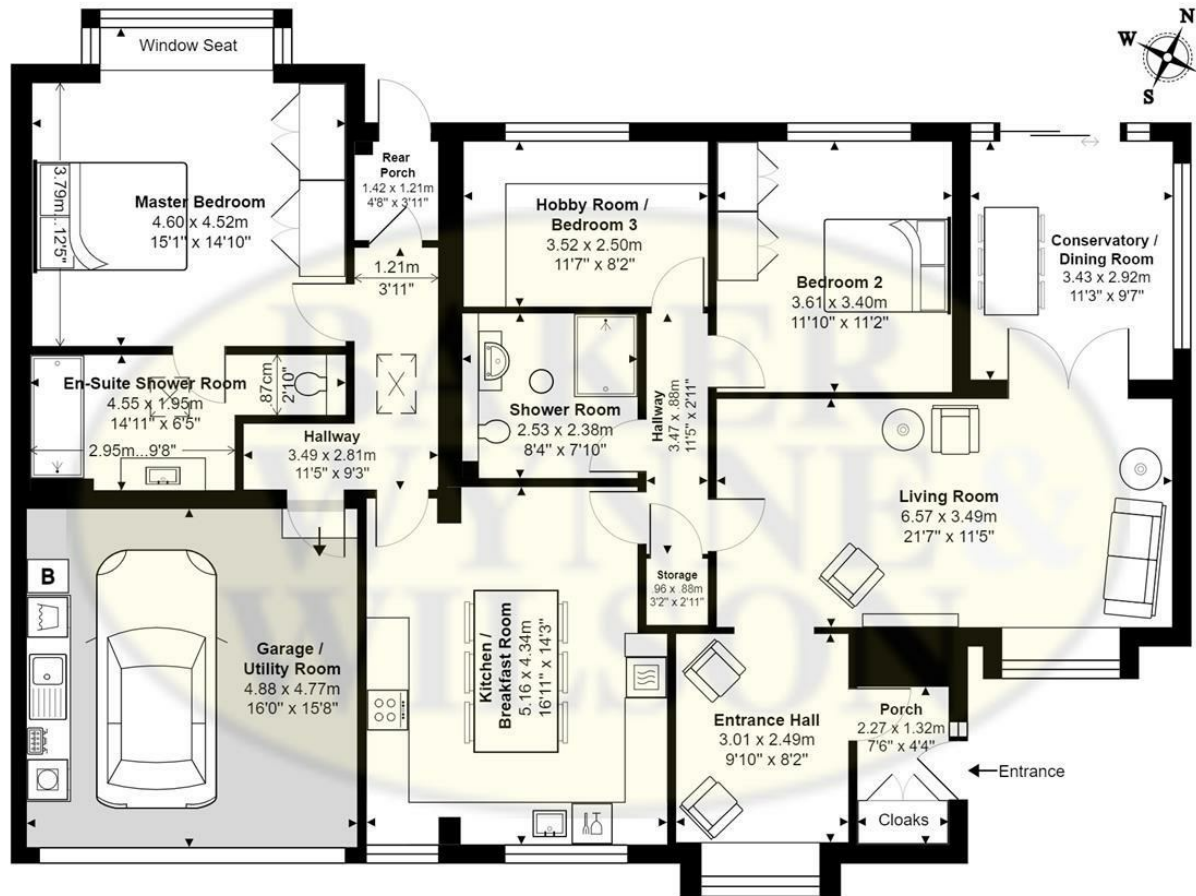 N
W
S
Window Seat
Rear
Porch
1.42 x 1.21m
4'8" x 3'11"
Master Bedroom
4.60 x 4.52m
15'1" x 14'10"
3.79m...12'5"
1.21m
3'11"
Hobby Room /
Bedroom 3
3.52 x 2.50m
11'7" x 8'2"
Bedroom 2
3.61 x 3.40m
11'10" x 11'2"
Conservatory /
Dining Room
3.43 x 2.92m
11'3" x 9'7"
En-Suite Shower Room
4.55 x 1.95m
14'11" x 6'5"
2.95m...9'8"
.87cm
2'10"
Hallway
3.49 x 2.81m
11'5" x 9'3"
Shower Room
2.53 x 2.38m
8'4" x 7'10"
Hallway
3.47 x .88m
11'5" x 2'11"
Living Room
6.57 x 3.49m
21'7" x 11'5"
Storage
.96 x .88m
3'2" x 2'11"
B
Garage /
Utility Room
4.88 x 4.77m
16'0" x 15'8"
Kitchen /
Breakfast Room
5.16 x 4.34m
16'11" x 14'3"
Entrance Hall
3.01 x 2.49m
9'10" x 8'2"
Porch
2.27 x 1.32m
7'6" x 4'4"
Entrance
Cloaks
BAKER
WYNNE &
WILSON